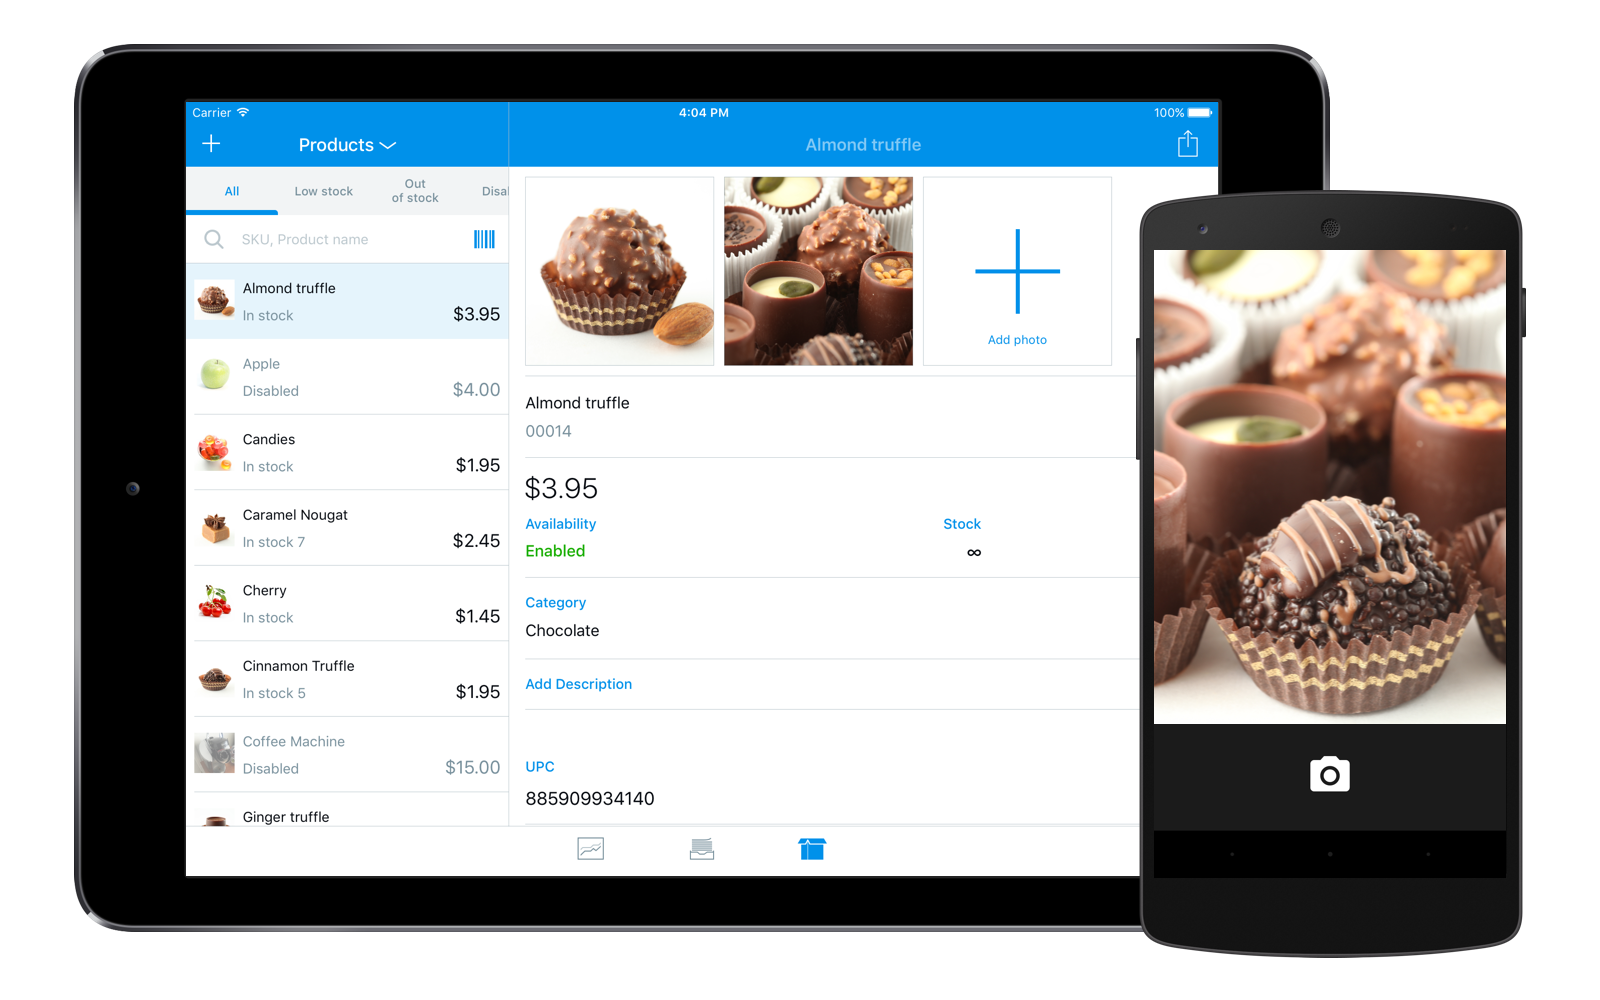 Carrier
4:04 PM
100%
Products
Almond truffle
All
Low stock
Out
of stock
Disal
SKU, Product name
Almond truffle
In stock
$3.95
Apple
Disabled
$4.00
Candies
In stock
$1.95
Caramel Nougat
In stock 7
$2.45
Cherry
In stock
$1.45
Cinnamon Truffle
In stock 5
$1.95
Coffee Machine
Disabled
$15.00
Ginger truffle
Add photo
Almond truffle
00014
$3.95
Availability
Stock
Enabled
∞
Category
Chocolate
Add Description
UPC
885909934140